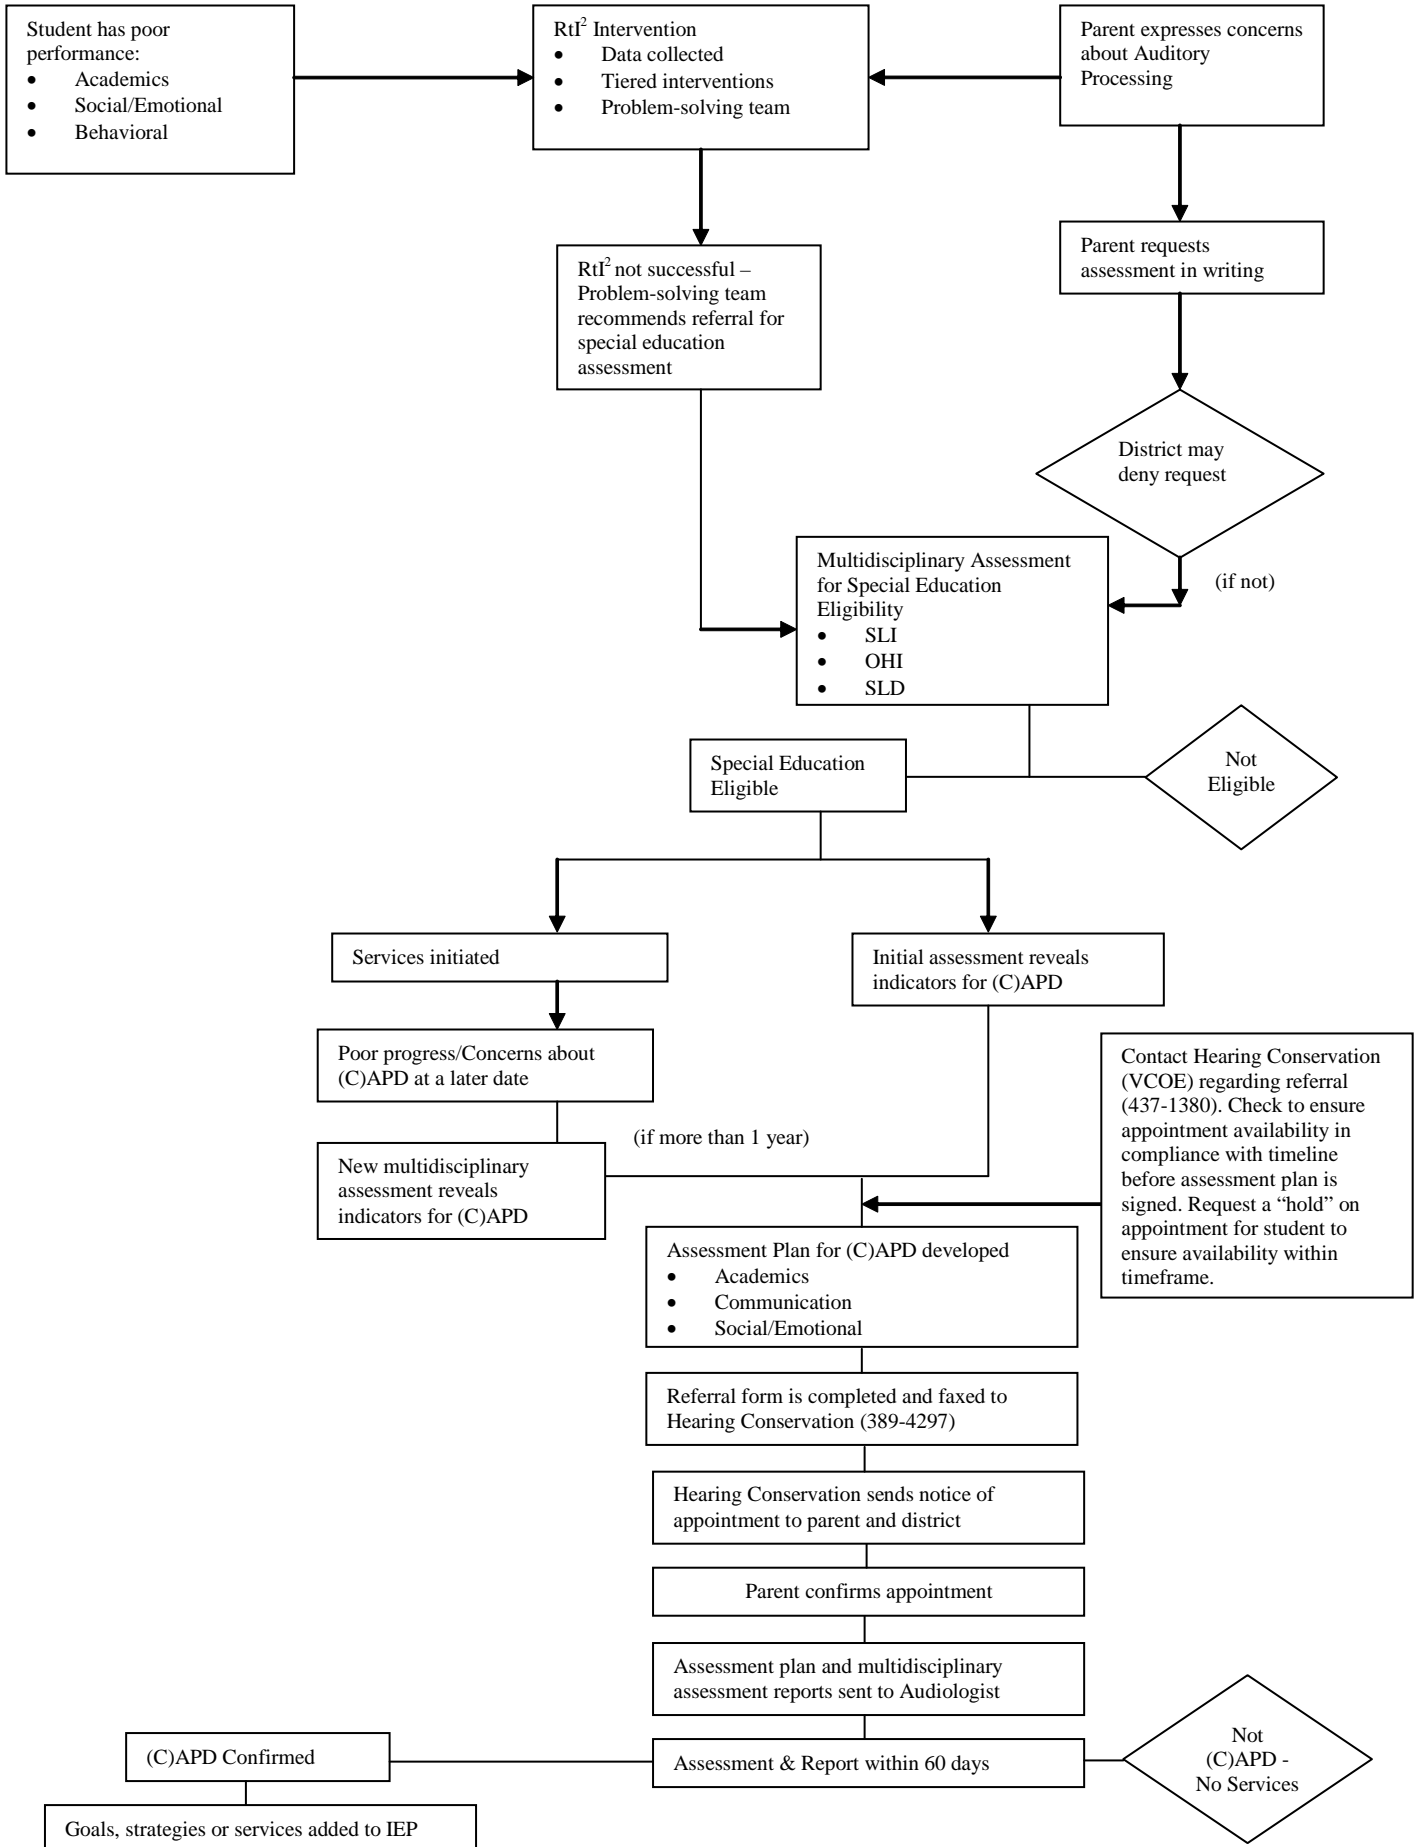 Student has poor
performance:
• Academics
• Social/Emotional
• Behavioral
RtI² Intervention
• Data collected
• Tiered interventions
• Problem-solving team
Parent expresses concerns
about Auditory
Processing
RtI² not successful –
Problem-solving team
recommends referral for
special education
assessment
Parent requests
assessment in writing
District may
deny request
(if not)
Multidisciplinary Assessment
for Special Education
Eligibility
• SLI
• OHI
• SLD
Special Education
Eligible
Not
Eligible
Services initiated
Initial assessment reveals
indicators for (C)APD
Poor progress/Concerns about
(C)APD at a later date
(if more than 1 year)
New multidisciplinary
assessment reveals
indicators for (C)APD
Contact Hearing Conservation
(VCOE) regarding referral
(437-1380). Check to ensure
appointment availability in
compliance with timeline
before assessment plan is
signed. Request a “hold” on
appointment for student to
ensure availability within
timeframe.
Assessment Plan for (C)APD developed
• Academics
• Communication
• Social/Emotional
Referral form is completed and faxed to
Hearing Conservation (389-4297)
Hearing Conservation sends notice of
appointment to parent and district
Parent confirms appointment
Assessment plan and multidisciplinary
assessment reports sent to Audiologist
Assessment & Report within 60 days
(C)APD Confirmed
Not
(C)APD -
No Services
Goals, strategies or services added to IEP